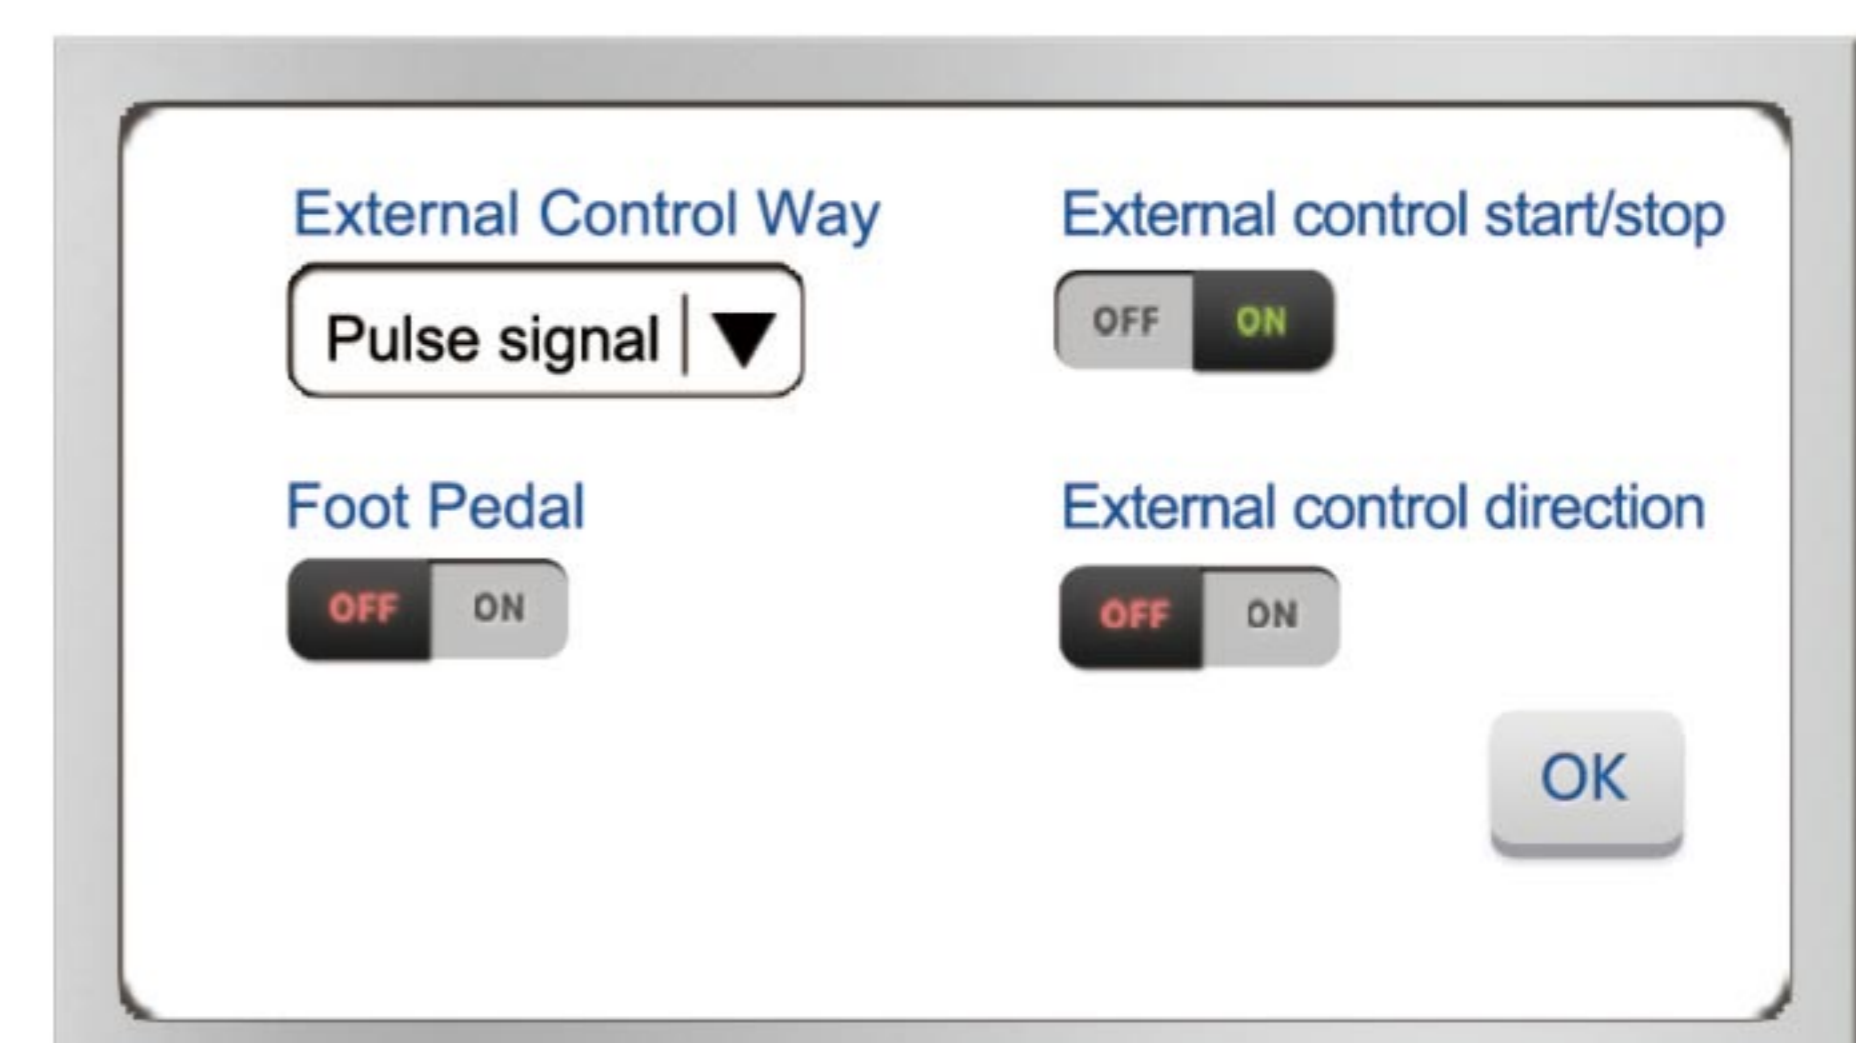 External Control Way
Pulse signal
External control start/stop
OFF ON
Foot Pedal
OFF ON
External control direction
OFF ON
OK